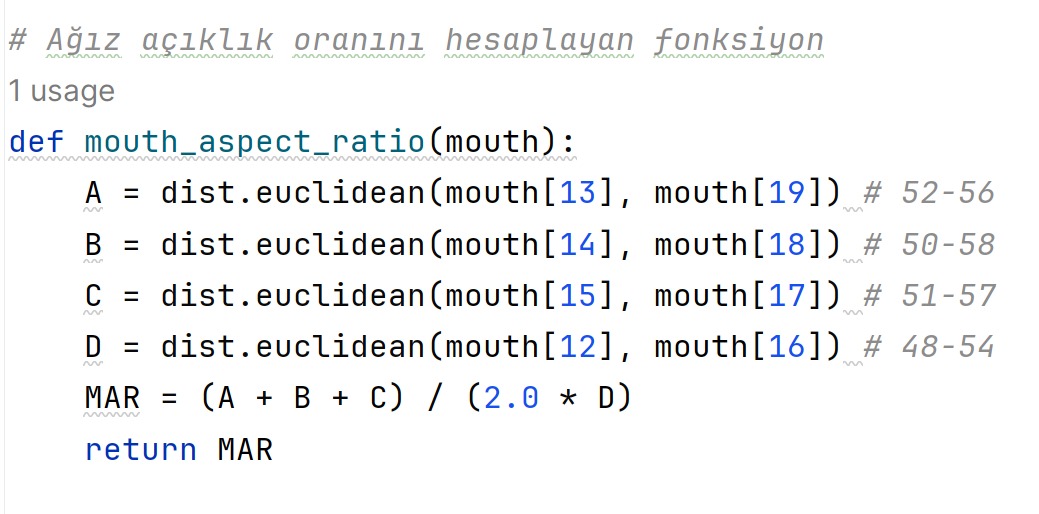 # Ağız açıklık oranını hesaplayan fonksiyon
1 usage
def mouth_aspect_ratio(mouth):
    A = dist.euclidean(mouth[13], mouth[19]) # 52-56
    B = dist.euclidean(mouth[14], mouth[18]) # 50-58
    C = dist.euclidean(mouth[15], mouth[17]) # 51-57
    D = dist.euclidean(mouth[12], mouth[16]) # 48-54
    MAR = (A + B + C) / (2.0 * D)
    return MAR